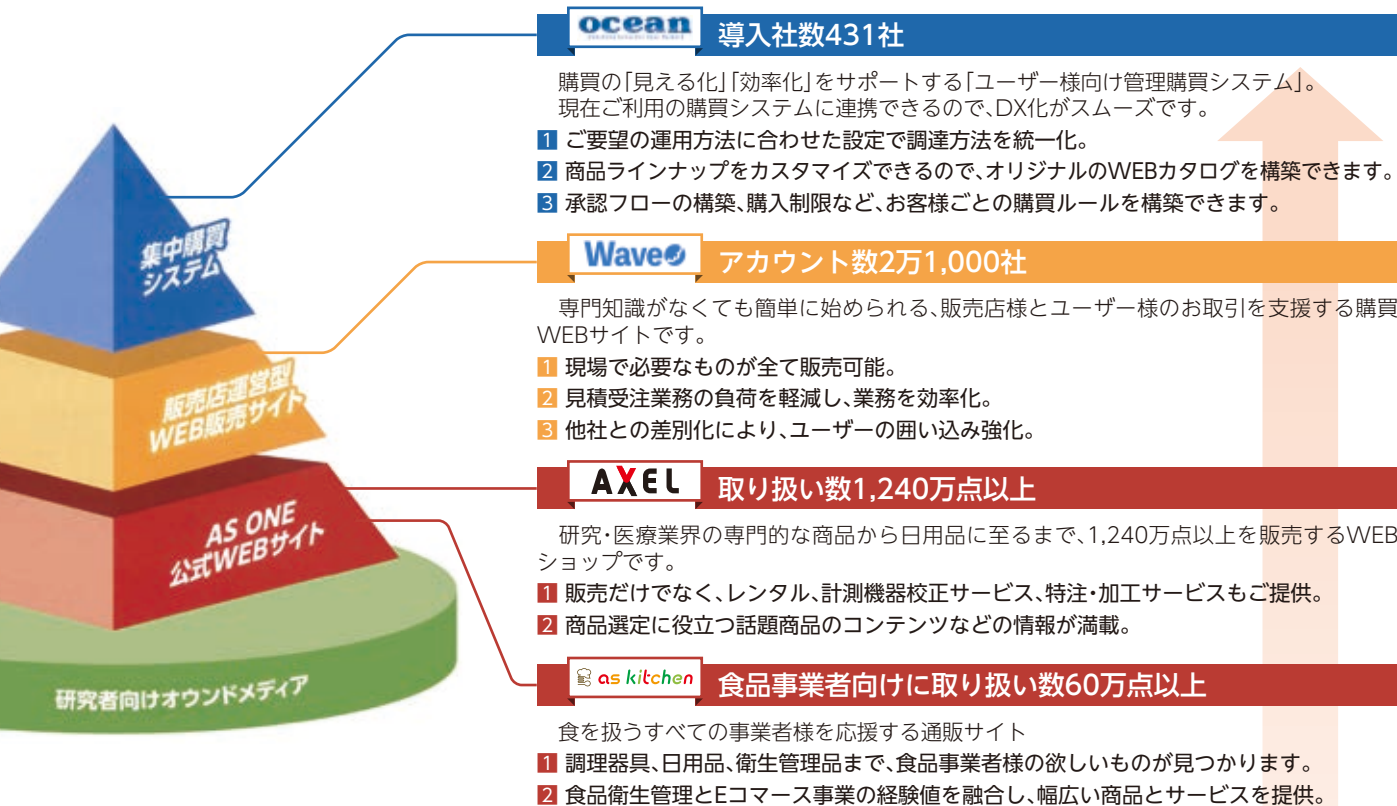 ocean 導入社数431社
購買の「見える化」「効率化」をサポートする「ユーザー様向け管理購買システム」。
現在ご利用の購買システムに連携できるので、DX化がスムーズです。
1 ご要望の運用方法に合わせた設定で調達方法を統一化。
2 商品ラインナップをカスタマイズできるので、オリジナルのWEBカタログを構築できます。
3 承認フローの構築、購入制限など、お客様ごとの購買ルールを構築できます。
集中購買
システム
Wave アカウント数2万1,000社
専門知識がなくても簡単に始められる、販売店様とユーザー様のお取引を支援する購買
WEBサイトです。
1 現場で必要なものが全て販売可能。
2 見積受注業務の負荷を軽減し、業務を効率化。
3 他社との差別化により、ユーザーの囲い込み強化。
販売店運営型
WEB販売サイト
AXEL 取り扱い数1,240万点以上
研究・医療業界の専門的な商品から日用品に至るまで、1,240万点以上を販売するWEB
ショップです。
1 販売だけでなく、レンタル、計測機器校正サービス、特注・加工サービスもご提供。
2 商品選定に役立つ話題商品のコンテンツなどの情報が満載。
AS ONE
公式WEBサイト
as kitchen 食品事業者向けに取り扱い数60万点以上
食を扱うすべての事業者様を応援する通販サイト
1 調理器具、日用品、衛生管理品まで、食品事業者様の欲しいものが見つかります。
2 食品衛生管理とEコマース事業の経験値を融合し、幅広い商品とサービスを提供。
研究者向けオウンドメディア